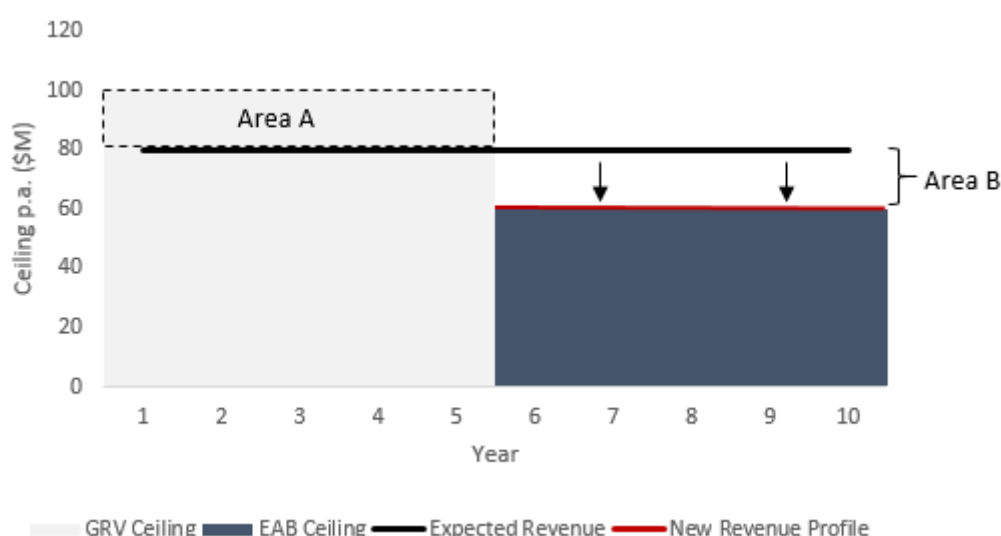 120
100
Area A
80
Area B
60
40
20
0
Ceiling p.a. ($M)
1 2 3 4 5 6 7 8 9 10
Year
GRV Ceiling EAB Ceiling Expected Revenue New Revenue Profile